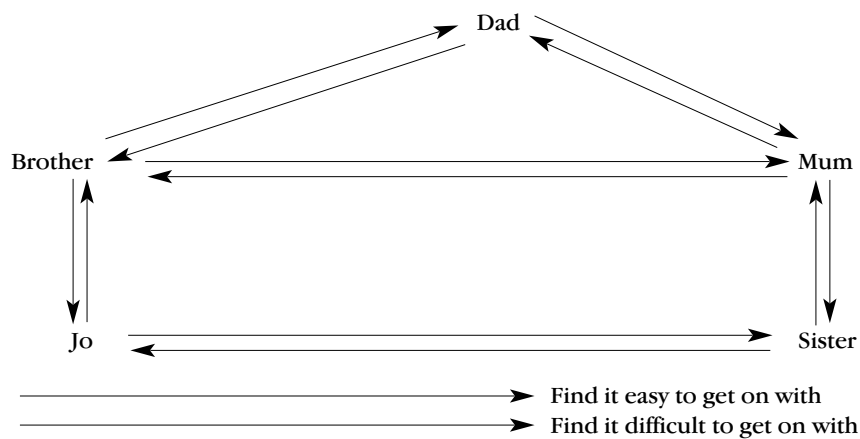 Dad
Brother
Mum
Jo
Sister
Find it easy to get on with
Find it difficult to get on with